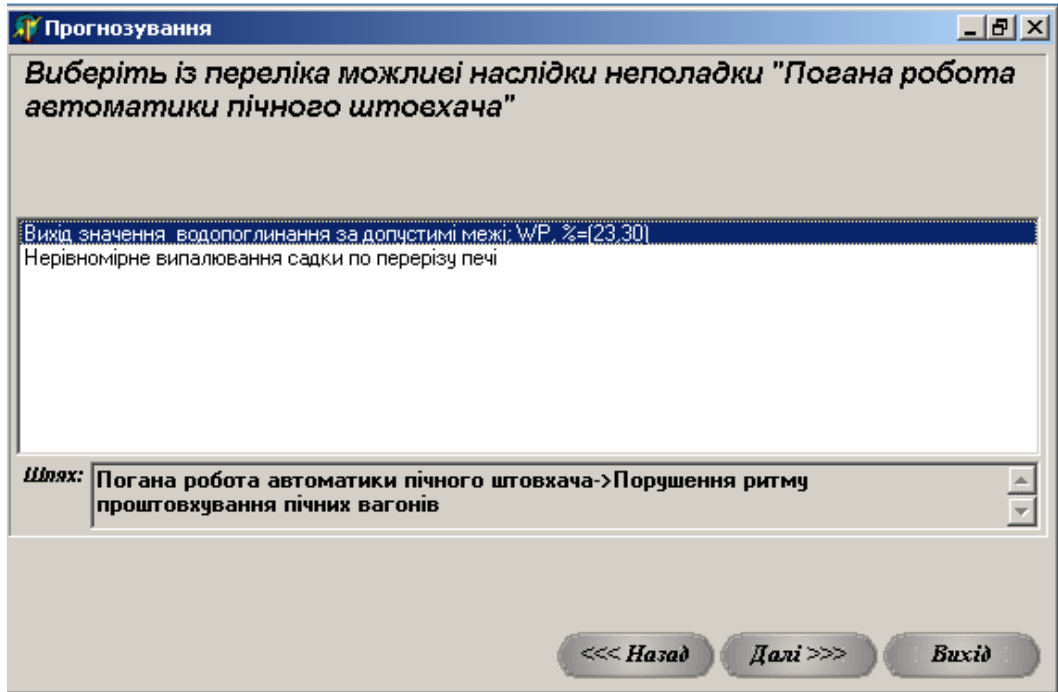 Прогнозування
Виберіть із переліка можливі наслідки неполадки "Погана робота
автоматики пічного штовхача"
Вихід значення  водопоглинання за допустимі межі; WP, %=(23,30)
Нерівномірне випалювання садки по перерізу печі
Шлях:
Погана робота автоматики пічного штовхача->Порушення ритму
проштовхування пічних вагонів
<<< Назад
Далі >>>
Вихід